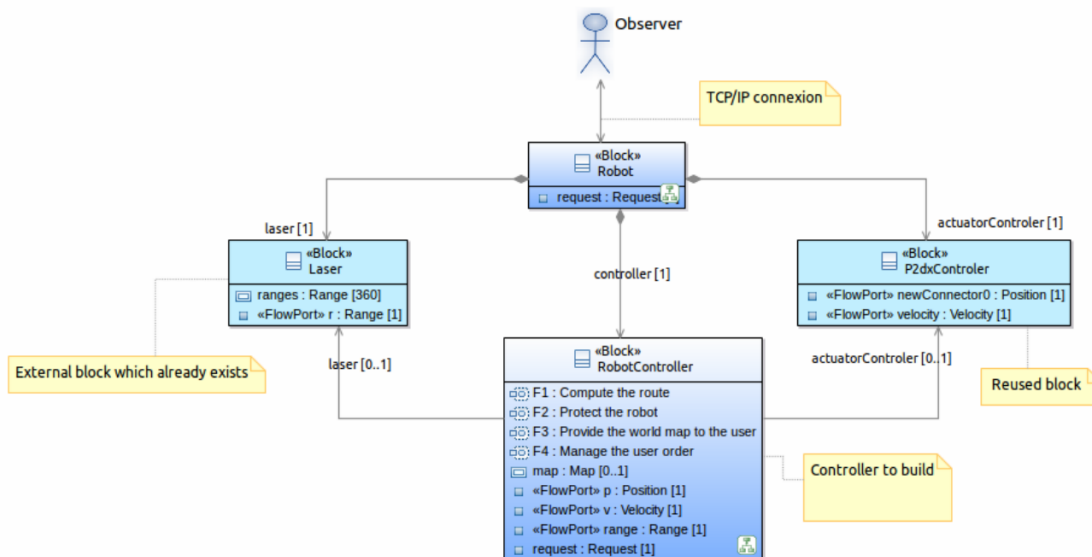 Observer
TCP/IP connexion
«Block»
Robot
request : Request
laser [1]
actuatorControler [1]
«Block»
Laser
ranges : Range [360]
«FlowPort» r : Range [1]
controller [1]
«Block»
P2dxControler
«FlowPort» newConnector0 : Position [1]
«FlowPort» velocity : Velocity [1]
External block which already exists
laser [0..1]
«Block»
RobotController
F1 : Compute the route
F2 : Protect the robot
F3 : Provide the world map to the user
F4 : Manage the user order
map : Map [0..1]
«FlowPort» p : Position [1]
«FlowPort» v : Velocity [1]
«FlowPort» range : Range [1]
request : Request [1]
actuatorControler [0..1]
Reused block
Controller to build